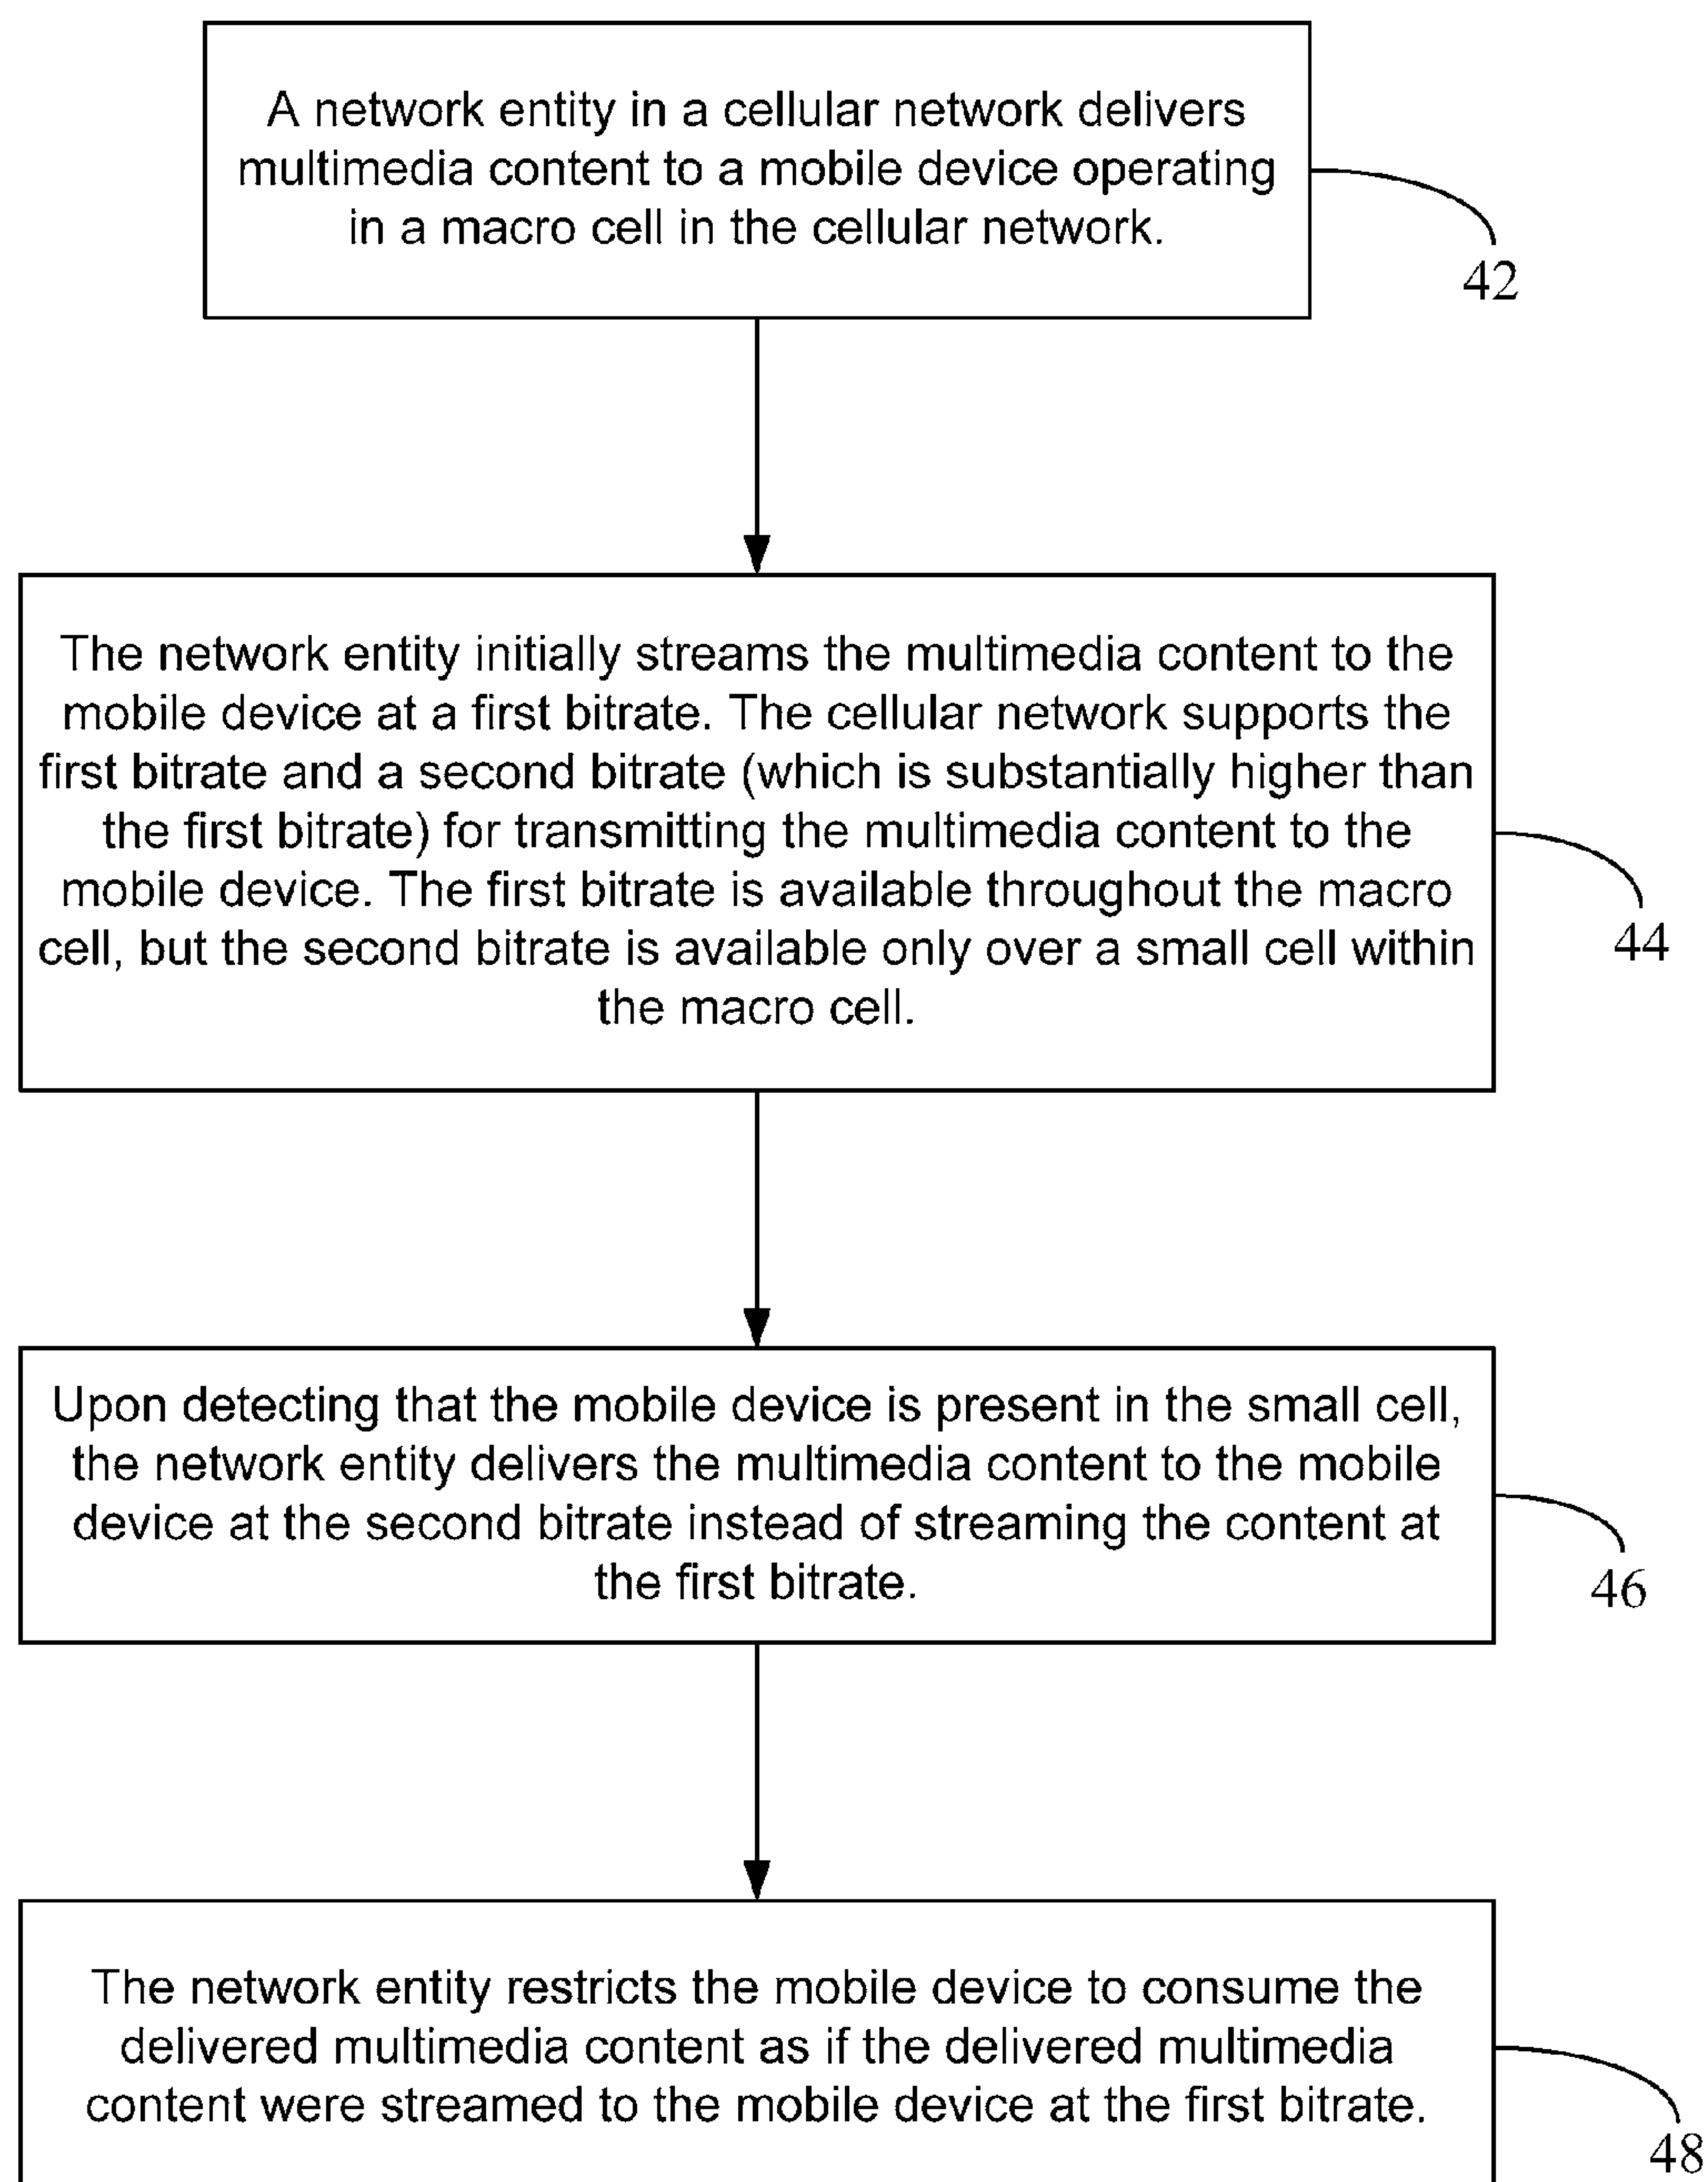 A network entity in a cellular network delivers
multimedia content to a mobile device operating
in a macro cell in the cellular network.
42
The network entity initially streams the multimedia content to the
mobile device at a first bitrate. The cellular network supports the
first bitrate and a second bitrate (which is substantially higher than
the first bitrate) for transmitting the multimedia content to the
mobile device. The first bitrate is available throughout the macro
cell, but the second bitrate is available only over a small cell within
the macro cell.
44
Upon detecting that the mobile device is present in the small cell,
the network entity delivers the multimedia content to the mobile
device at the second bitrate instead of streaming the content at
the first bitrate.
46
The network entity restricts the mobile device to consume the
delivered multimedia content as if the delivered multimedia
content were streamed to the mobile device at the first bitrate.
48